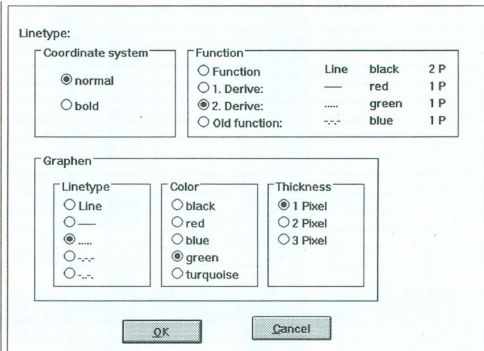 Linetype:
Coordinate system
normal
bold
Function
Function Line black 2 P
1. Derive: —— red 1 P
2. Derive: ..... green 1 P
Old function: -.-.- blue 1 P
Graphen
Linetype
Line
——
.....
-.-.-
-..-.
Color
black
red
blue
green
turquoise
Thickness
1 Pixel
2 Pixel
3 Pixel
OK
Cancel